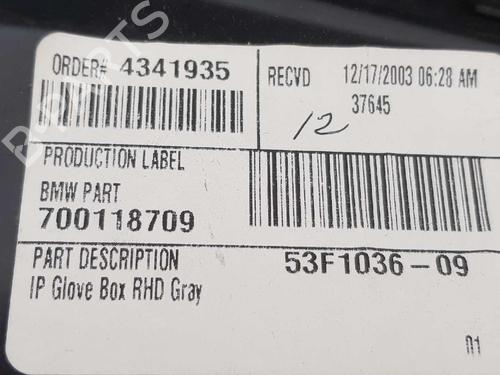 ORDER# 4341935
RECVD 12/17/2003 06:28 AM
37645
12
PRODUCTION LABEL
BMW PART
700118709
PART DESCRIPTION 53F1036-09
IP Glove Box RHD Gray
01
B-PARTS